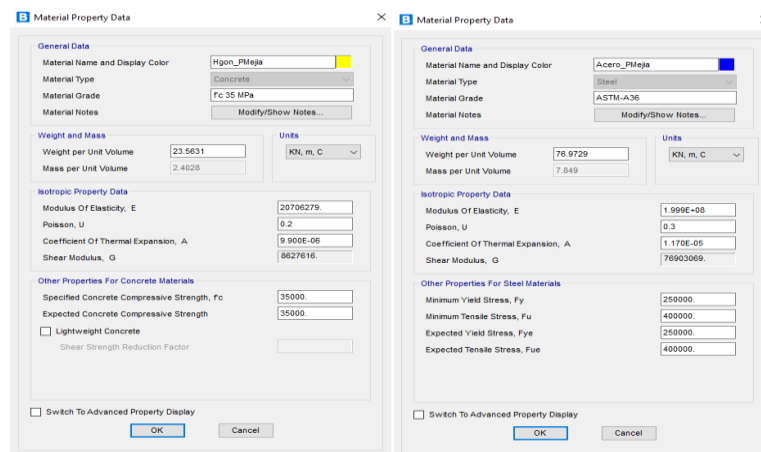 B Material Property Data
General Data
Material Name and Display Color Hgon_PMejia
Material Type Concrete
Material Grade f'c 35 MPa
Material Notes Modify/Show Notes...
Weight and Mass Units
Weight per Unit Volume 23.5631 KN, m, C
Mass per Unit Volume 2.4028
Isotropic Property Data
Modulus Of Elasticity, E 20706279.
Poisson, U 0.2
Coefficient Of Thermal Expansion, A 9.900E-06
Shear Modulus, G 8627616.
Other Properties For Concrete Materials
Specified Concrete Compressive Strength, f'c 35000.
Expected Concrete Compressive Strength 35000.
Lightweight Concrete
Shear Strength Reduction Factor
Switch To Advanced Property Display
OK Cancel
B Material Property Data
General Data
Material Name and Display Color Acero_PMejia
Material Type Steel
Material Grade ASTM-A36
Material Notes Modify/Show Notes...
Weight and Mass Units
Weight per Unit Volume 76.9729 KN, m, C
Mass per Unit Volume 7.849
Isotropic Property Data
Modulus Of Elasticity, E 1.999E+08
Poisson, U 0.3
Coefficient Of Thermal Expansion, A 1.170E-05
Shear Modulus, G 76903069.
Other Properties For Steel Materials
Minimum Yield Stress, Fy 250000.
Minimum Tensile Stress, Fu 400000.
Expected Yield Stress, Fye 250000.
Expected Tensile Stress, Fue 400000.
Switch To Advanced Property Display
OK Cancel